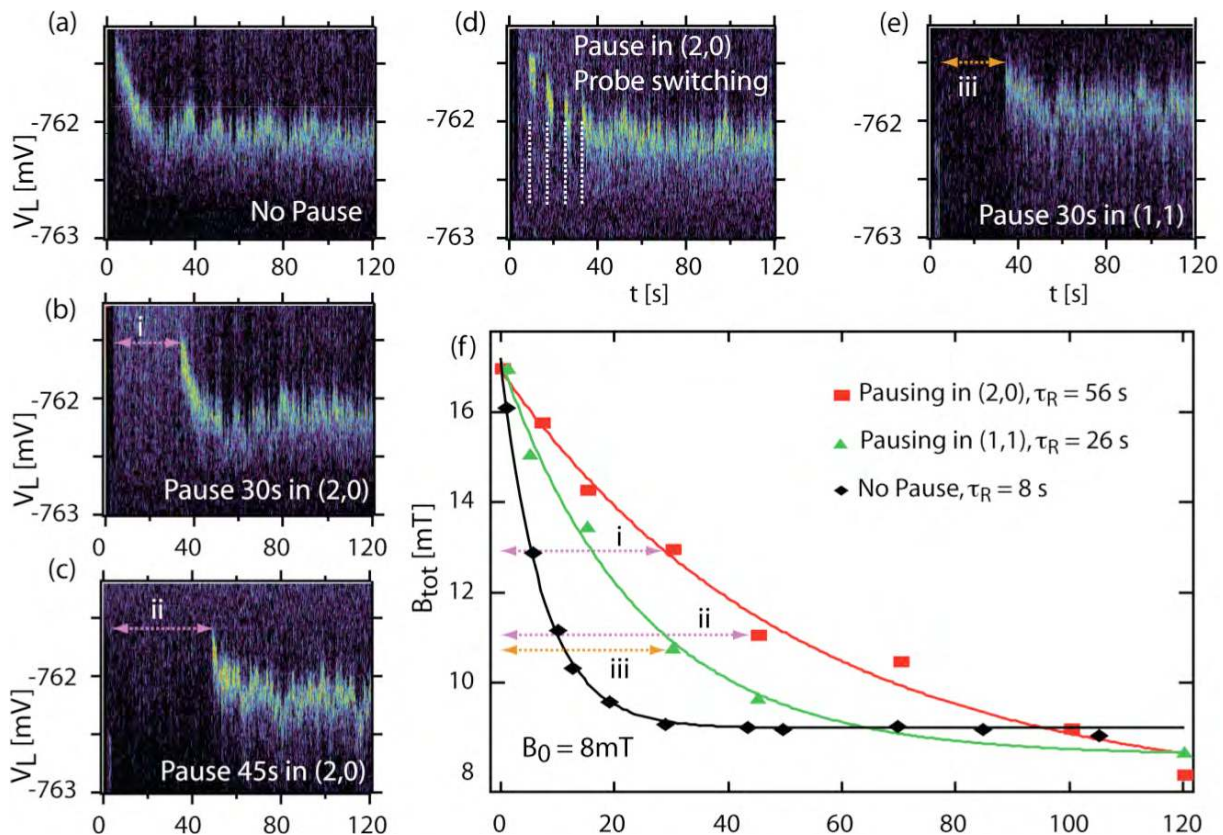 (a)
V_L [mV]
-762
-763
No Pause
0 40 80 120
(b)
i
V_L [mV]
-762
-763
Pause 30s in (2,0)
0 40 80 120
(c)
ii
V_L [mV]
-762
-763
Pause 45s in (2,0)
0 40 80 120
(d)
Pause in (2,0)
Probe switching
-762
-763
0 40 80 120
t [s]
(e)
iii
-762
-763
Pause 30s in (1,1)
0 40 80 120
t [s]
(f)
B_tot [mT]
16
14
12
10
8
Pausing in (2,0), τ_R = 56 s
Pausing in (1,1), τ_R = 26 s
No Pause, τ_R = 8 s
i
ii
iii
B_0 = 8mT
0 20 40 60 80 100 120